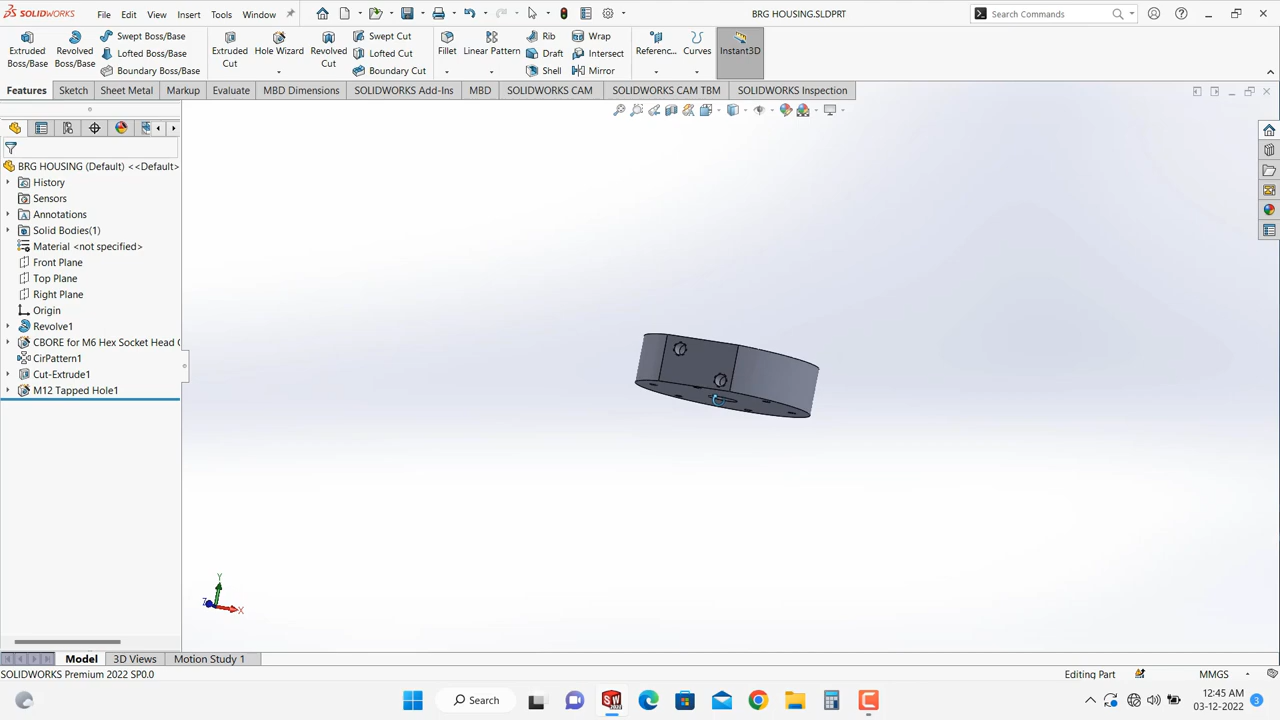 SOLIDWORKS File Edit View Insert Tools Window BRG HOUSING.SLDPRT Search Commands
Extruded Boss/Base
Revolved Boss/Base
Swept Boss/Base
Lofted Boss/Base
Boundary Boss/Base
Extruded Cut
Hole Wizard
Revolved Cut
Swept Cut
Lofted Cut
Boundary Cut
Fillet
Linear Pattern
Rib
Draft
Shell
Wrap
Intersect
Mirror
Referenc...
Curves
Instant3D
Features Sketch Sheet Metal Markup Evaluate MBD Dimensions SOLIDWORKS Add-Ins MBD SOLIDWORKS CAM SOLIDWORKS CAM TBM SOLIDWORKS Inspection
BRG HOUSING (Default) <<Default>
History
Sensors
Annotations
Solid Bodies(1)
Material <not specified>
Front Plane
Top Plane
Right Plane
Origin
Revolve1
CBORE for M6 Hex Socket Head C
CirPattern1
Cut-Extrude1
M12 Tapped Hole1
Y
Z
X
Model 3D Views Motion Study 1
SOLIDWORKS Premium 2022 SP0.0 Editing Part MMGS
Search
12:45 AM
03-12-2022
3